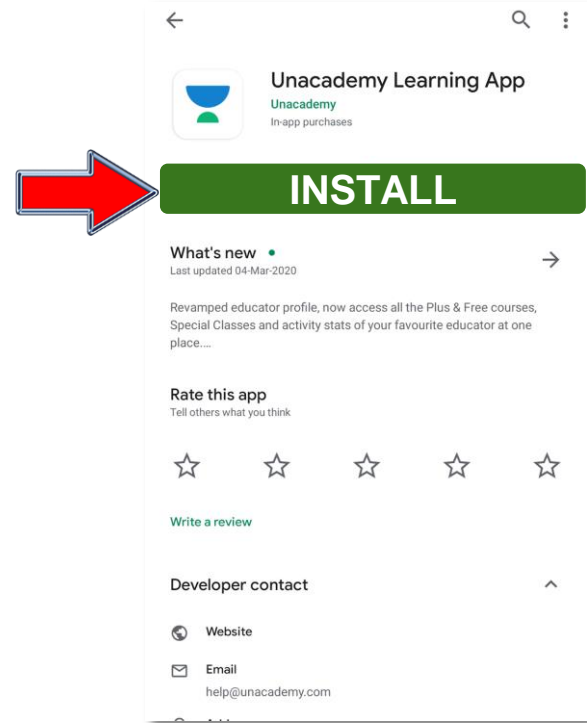 Unacademy Learning App
Unacademy
In-app purchases
INSTALL
What's new
Last updated 04-Mar-2020
Revamped educator profile, now access all the Plus & Free courses,
Special Classes and activity stats of your favourite educator at one
place....
Rate this app
Tell others what you think
Write a review
Developer contact
Website
Email
help@unacademy.com